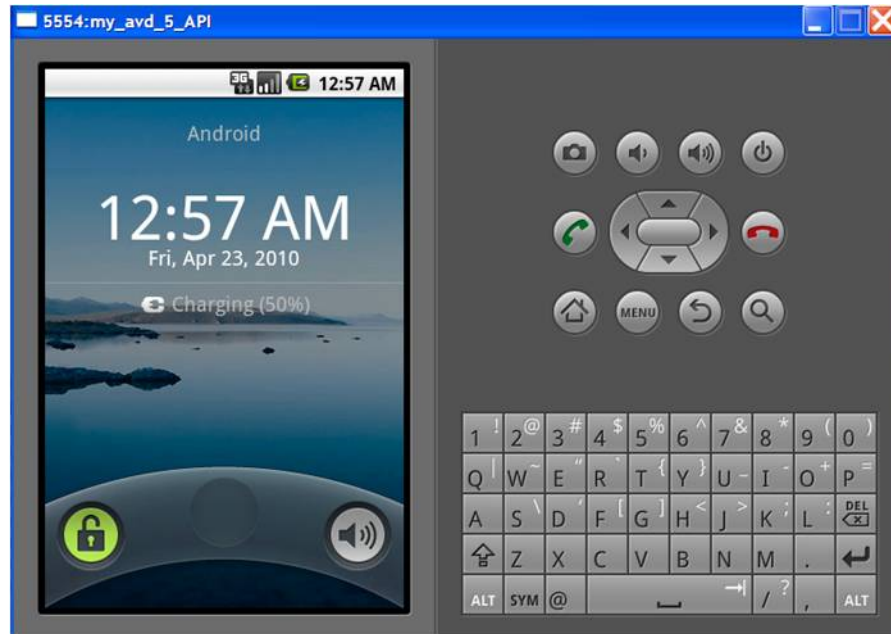 5554:my_avd_5_API
3G 12:57 AM
Android
12:57 AM
Fri, Apr 23, 2010
Charging (50%)
MENU
1 ! 2 @ 3 # 4 $ 5 % 6 ^ 7 & 8 * 9 ( 0 )
Q | W ~ E " R ` T { Y } U _ I - O + P =
A S \ D ' F [ G ] H < J > K ; L : DEL
Z X C V B N M .
ALT SYM @ / ? , ALT